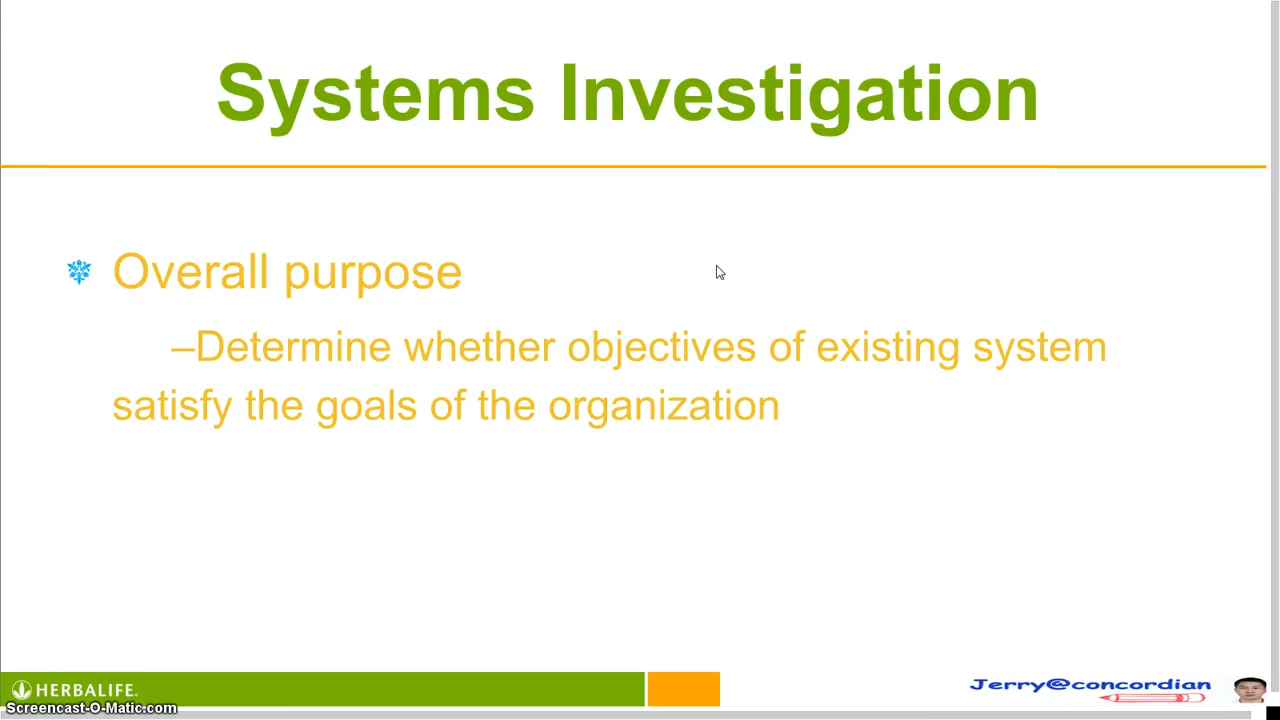 Systems Investigation
Overall purpose
–Determine whether objectives of existing system
satisfy the goals of the organization
HERBALIFE.
Jerry@concordian
Screencast-O-Matic.com